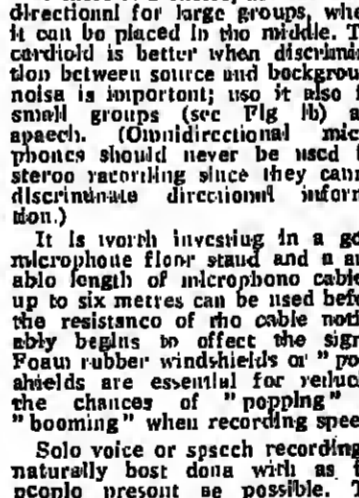 directional for large groups, whe
it can be placed in the middle. T
cardioid is better when discrimin
tion between source and backgroun
noise is important; use it also f
small groups (see Fig 1b) a
speech. (Omnidirectional mic
phones should never be used f
stereo recording since they cann
discriminate directional inform
tion.)
It is worth investing in a go
microphone floor stand and a
able length of microphone cable
up to six metres can be used befo
the resistance of the cable noti
ably begins to affect the sign
Foam rubber windshields or "po
shields are essential for reduc
the chances of "popping"
"booming" when recording spee
Solo voice or speech recording
naturally best done with as f
people present as possible. T